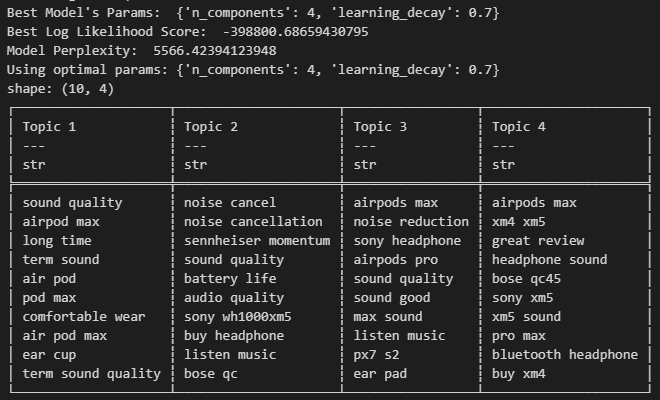 Best Model's Params:  {'n_components': 4, 'learning_decay': 0.7}
Best Log Likelihood Score:  -398800.68659430795
Model Perplexity:  5566.42394123948
Using optimal params: {'n_components': 4, 'learning_decay': 0.7}
shape: (10, 4)
Topic 1 Topic 2 Topic 3 Topic 4
--- --- --- ---
str str str str
sound quality noise cancel airpods max airpods max
airpod max noise cancellation noise reduction xm4 xm5
long time sennheiser momentum sony headphone great review
term sound sound quality airpods pro headphone sound
air pod battery life sound quality bose qc45
pod max audio quality sound good sony xm5
comfortable wear sony wh1000xm5 max sound xm5 sound
air pod max buy headphone listen music pro max
ear cup listen music px7 s2 bluetooth headphone
term sound quality bose qc ear pad buy xm4